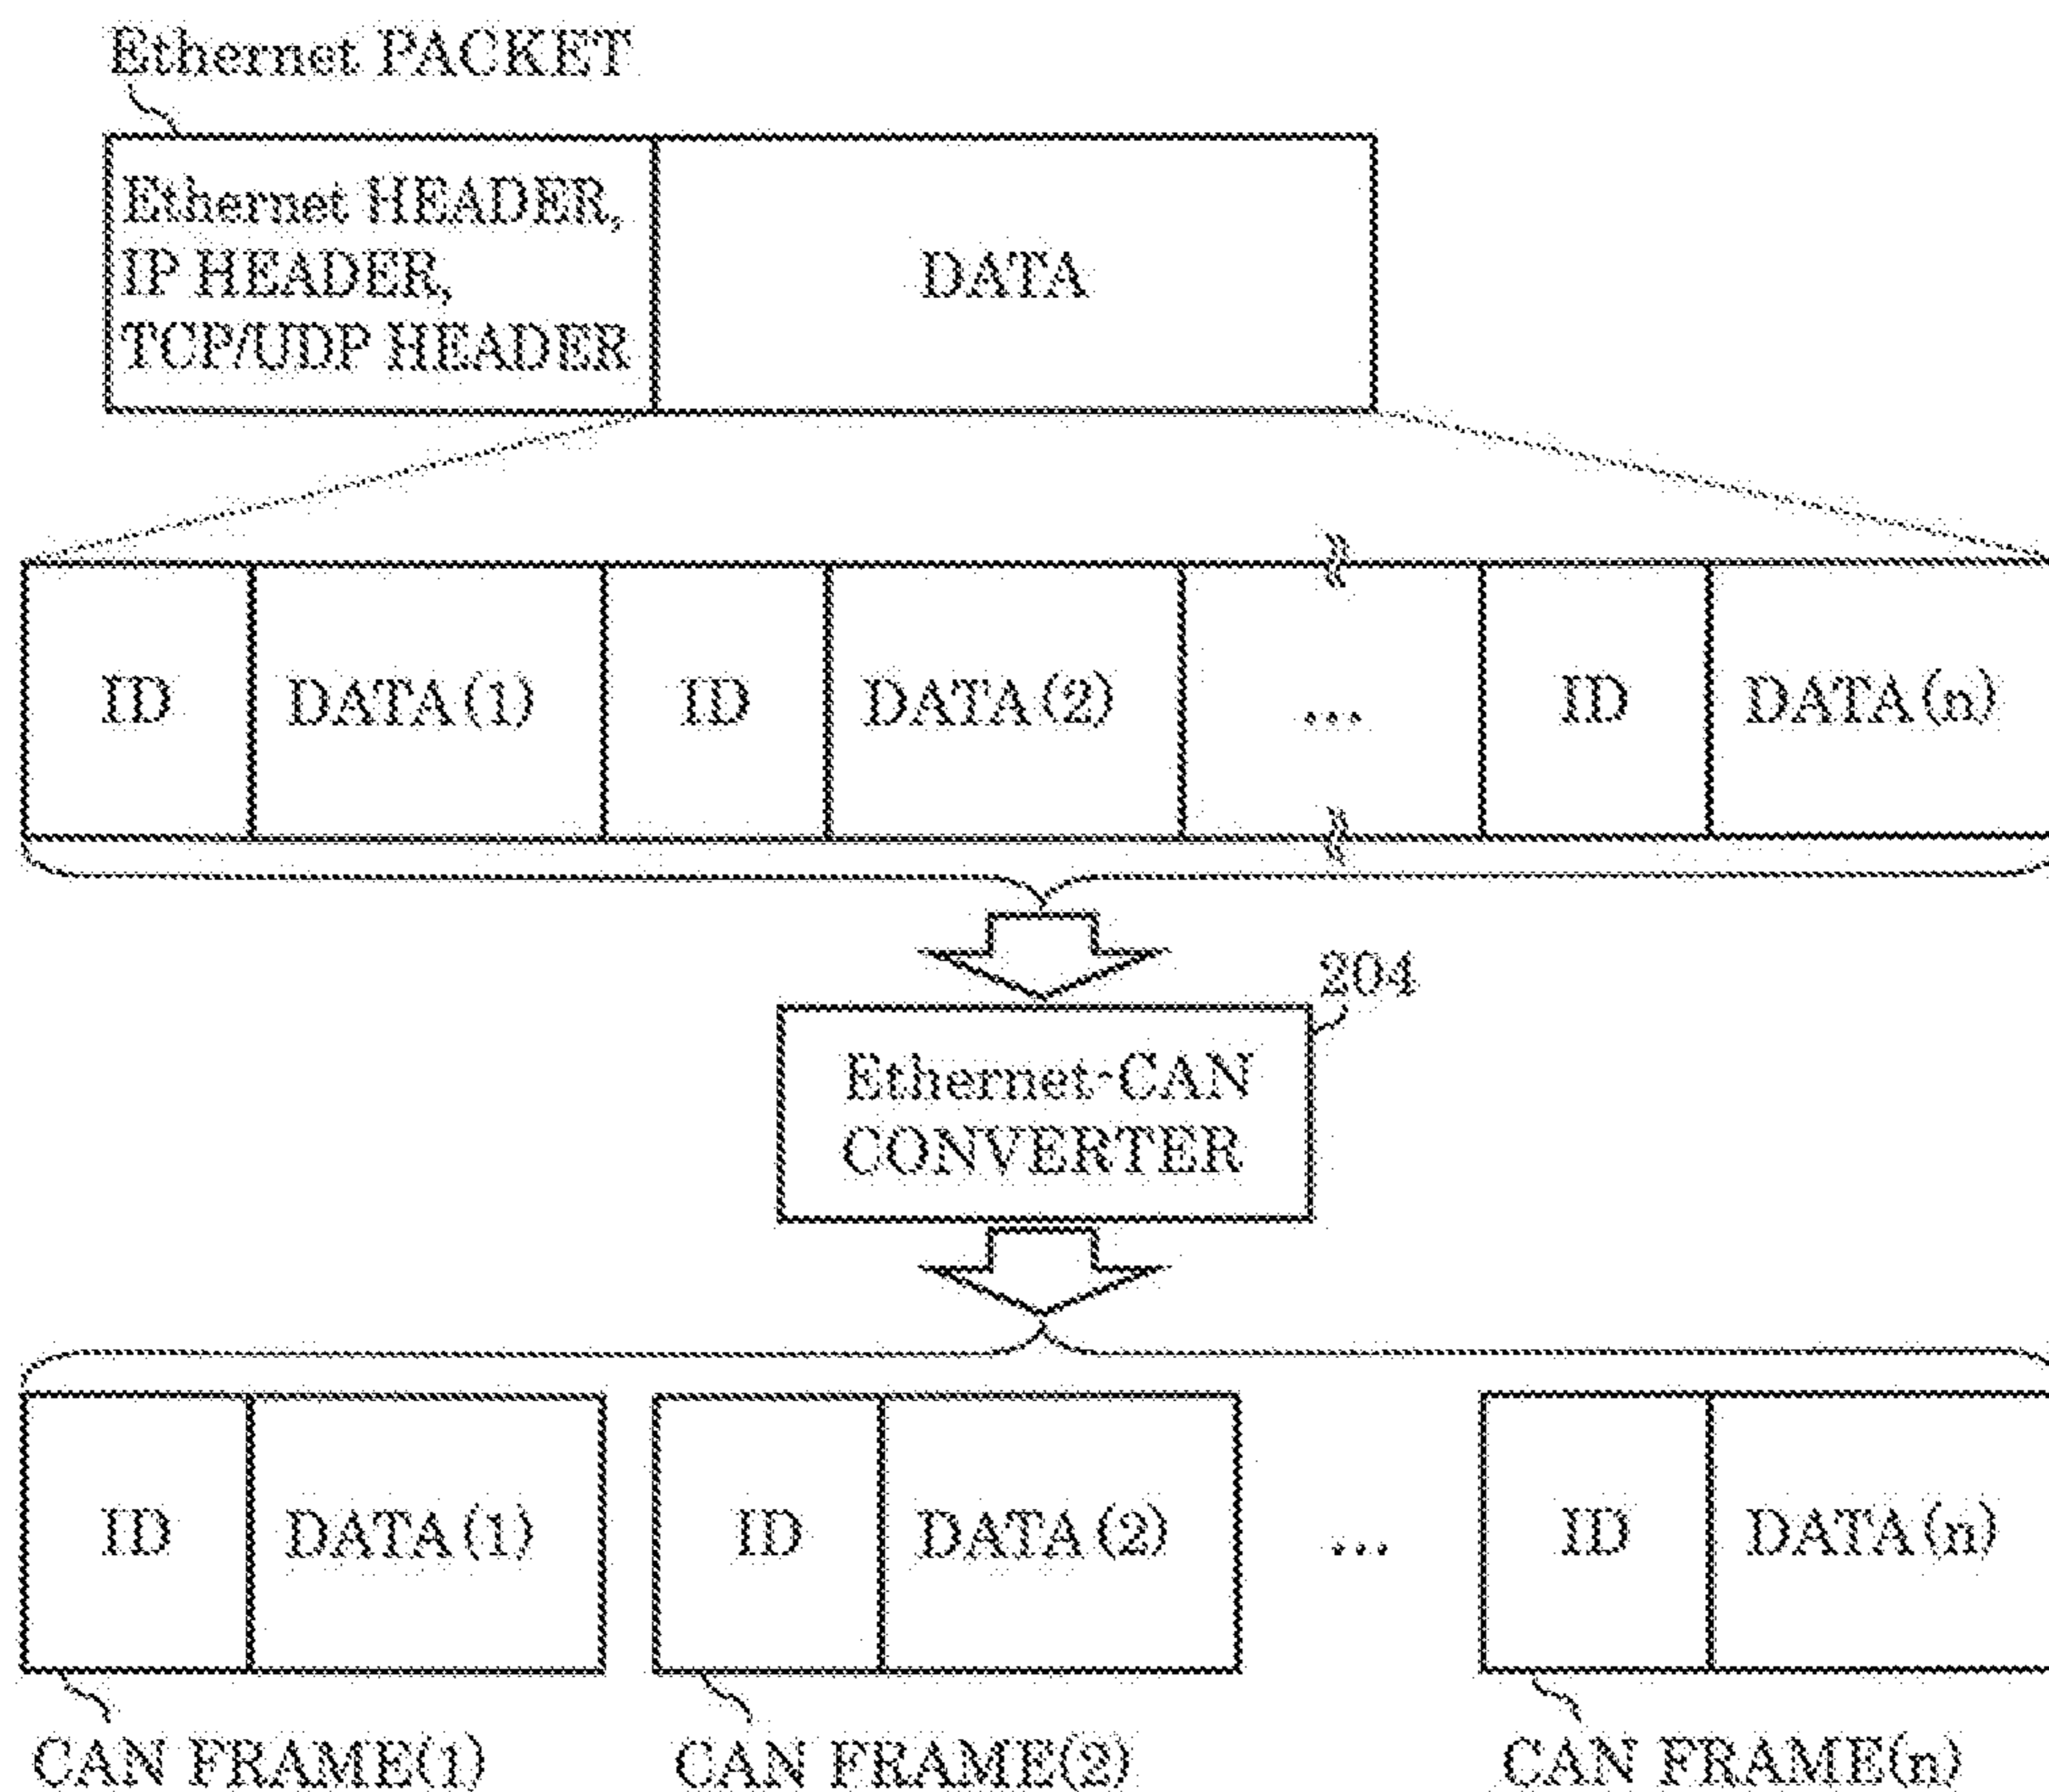 Ethernet PACKET
Ethernet HEADER,
IP HEADER,
TCP/UDP HEADER
DATA
ID DATA(1) ID DATA(2) ... ID DATA(n)
204
Ethernet-CAN
CONVERTER
ID DATA(1) ID DATA(2) ... ID DATA(n)
CAN FRAME(1) CAN FRAME(2) CAN FRAME(n)